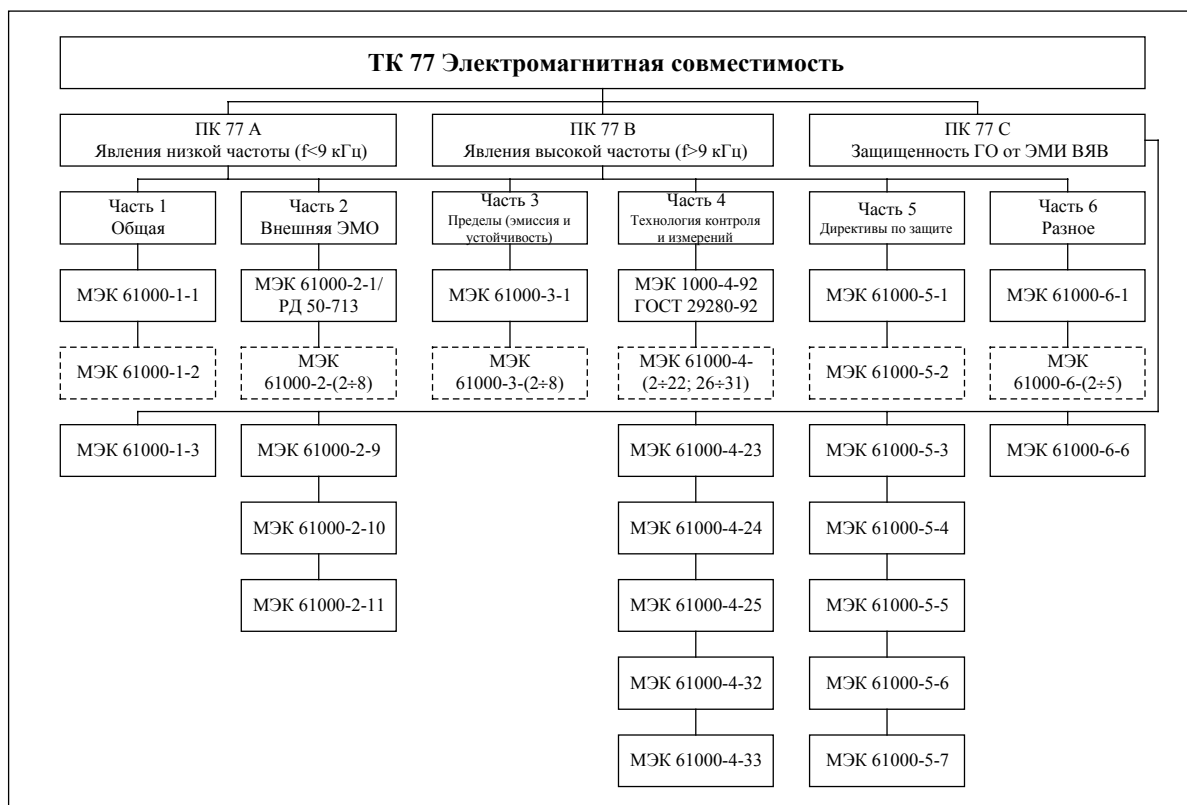 ТК 77 Электромагнитная совместимость
ПК 77 А
Явления низкой частоты (f<9 кГц)
ПК 77 В
Явления высокой частоты (f>9 кГц)
ПК 77 С
Защищенность ГО от ЭМИ ВЯВ
Часть 1
Общая
Часть 2
Внешняя ЭМО
Часть 3
Пределы (эмиссия и
устойчивость)
Часть 4
Технология контроля
и измерений
Часть 5
Директивы по защите
Часть 6
Разное
МЭК 61000-1-1
МЭК 61000-2-1/
РД 50-713
МЭК 61000-3-1
МЭК 1000-4-92
ГОСТ 29280-92
МЭК 61000-5-1
МЭК 61000-6-1
МЭК 61000-1-2
МЭК
61000-2-(2÷8)
МЭК
61000-3-(2÷8)
МЭК 61000-4-
(2÷22; 26÷31)
МЭК 61000-5-2
МЭК
61000-6-(2÷5)
МЭК 61000-1-3
МЭК 61000-2-9
МЭК 61000-4-23
МЭК 61000-5-3
МЭК 61000-6-6
МЭК 61000-2-10
МЭК 61000-4-24
МЭК 61000-5-4
МЭК 61000-2-11
МЭК 61000-4-25
МЭК 61000-5-5
МЭК 61000-4-32
МЭК 61000-5-6
МЭК 61000-4-33
МЭК 61000-5-7